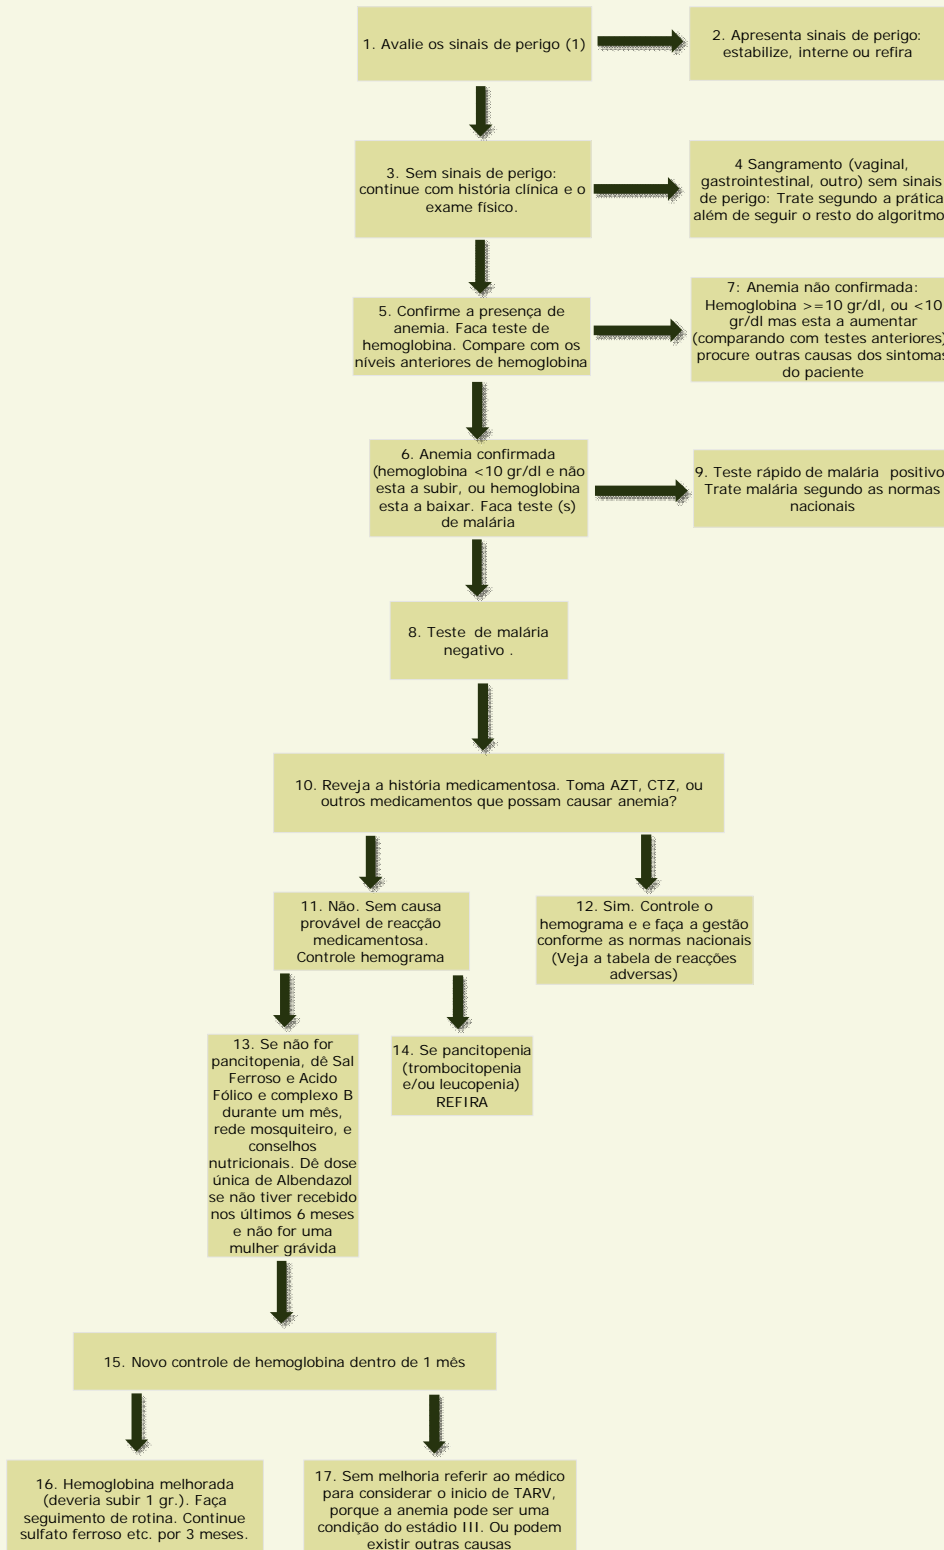 1. Avalie os sinais de perigo (1)
2. Apresenta sinais de perigo:
estabilize, interne ou refira
3. Sem sinais de perigo:
continue com história clínica e o
exame físico.
4 Sangramento (vaginal,
gastrointestinal, outro) sem sinais
de perigo: Trate segundo a prática
além de seguir o resto do algoritmo
5. Confirme a presença de
anemia. Faca teste de
hemoglobina. Compare com os
níveis anteriores de hemoglobina
7: Anemia não confirmada:
Hemoglobina >=10 gr/dl, ou <10
gr/dl mas esta a aumentar
(comparando com testes anteriores)
procure outras causas dos sintomas
do paciente
6. Anemia confirmada
(hemoglobina <10 gr/dl e não
esta a subir, ou hemoglobina
esta a baixar. Faca teste (s)
de malária
9. Teste rápido de malária positivo
Trate malária segundo as normas
nacionais
8. Teste de malária
negativo .
10. Reveja a história medicamentosa. Toma AZT, CTZ, ou
outros medicamentos que possam causar anemia?
11. Não. Sem causa
provável de reacção
medicamentosa.
Controle hemograma
12. Sim. Controle o
hemograma e e faça a gestão
conforme as normas nacionais
(Veja a tabela de reacções
adversas)
13. Se não for
pancitopenia, dê Sal
Ferroso e Acido
Fólico e complexo B
durante um mês,
rede mosquiteiro, e
conselhos
nutricionais. Dê dose
única de Albendazol
se não tiver recebido
nos últimos 6 meses
e não for uma
mulher grávida
14. Se pancitopenia
(trombocitopenia
e/ou leucopenia)
REFIRA
15. Novo controle de hemoglobina dentro de 1 mês
16. Hemoglobina melhorada
(deveria subir 1 gr.). Faça
seguimento de rotina. Continue
sulfato ferroso etc. por 3 meses.
17. Sem melhoria referir ao médico
para considerar o inicio de TARV,
porque a anemia pode ser uma
condição do estádio III. Ou podem
existir outras causas